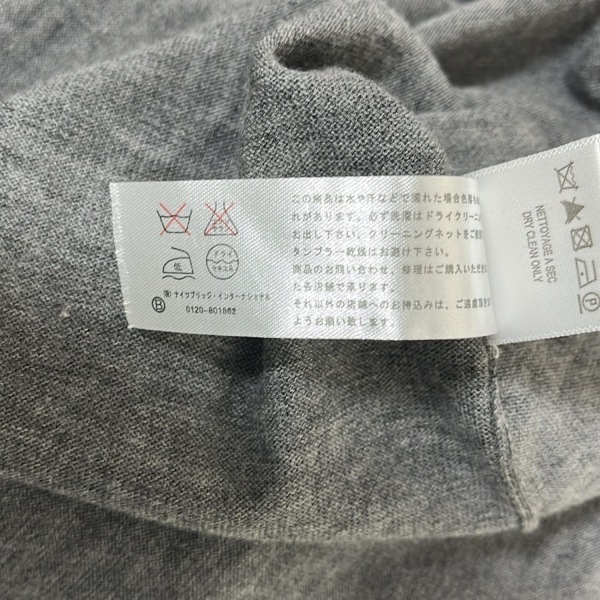 この商品は水や汗などで濡れた場合色落
れがあります。必ず洗濯はドライクリーニン
お出し下さい。クリーニングネットをご使
タンブラー乾燥はお避け下さい。
商品のお問い合わせ、修理はご購入いただき
た各店舗で承ります。
それ以外の店舗へのお持込みは、ご遠慮
ようお願い致します。
低
ドライ
セキユ系
ナイツブリッジ・インターナショナル
B
0120-801862
NETTOYAGE A SEC
DRY CLEAN ONLY
P